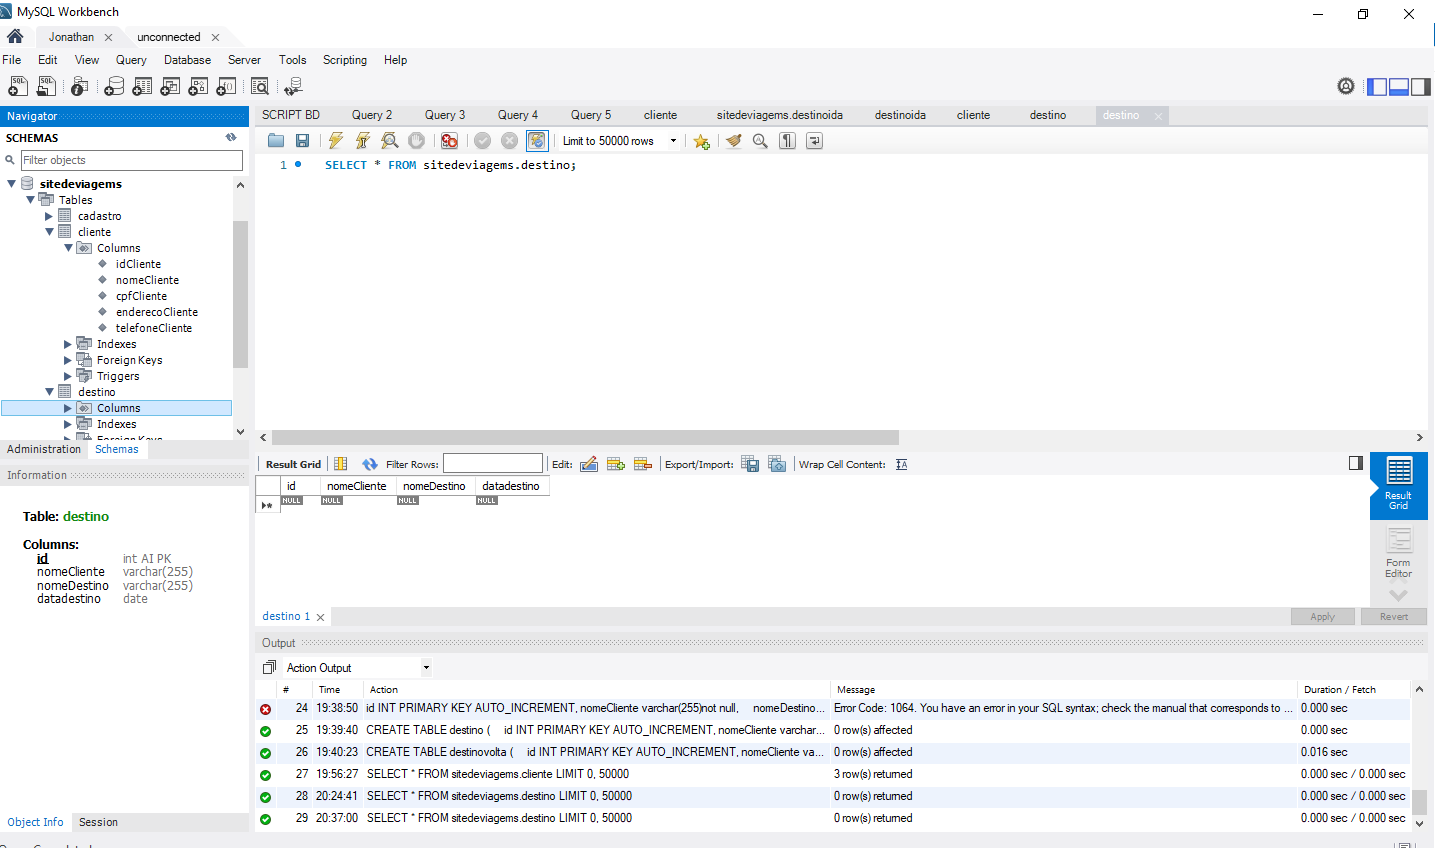 MySQL Workbench
Jonathan
unconnected
File Edit View Query Database Server Tools Scripting Help
Navigator
SCHEMAS
Filter objects
sitedeviagems
Tables
cadastro
cliente
Columns
idCliente
nomeCliente
cpfCliente
enderecoCliente
telefoneCliente
Indexes
Foreign Keys
Triggers
destino
Columns
Indexes
Foreign Keys
Administration Schemas
Information
Table: destino
Columns:
id int AI PK
nomeCliente varchar(255)
nomeDestino varchar(255)
datadestino date
Object Info Session
SCRIPT BD Query 2 Query 3 Query 4 Query 5 cliente sitedeviagems.destinoida destinoida cliente destino destino
Limit to 50000 rows
1 SELECT * FROM sitedeviagems.destino;
Result Grid Filter Rows: Edit: Export/Import: Wrap Cell Content:
id nomeCliente nomeDestino datadestino
NULL NULL NULL NULL
Result
Grid
Form
Editor
destino 1
Apply Revert
Output
Action Output
# Time Action Message Duration / Fetch
24 19:38:50 id INT PRIMARY KEY AUTO_INCREMENT, nomeCliente varchar(255)not null, nomeDestino... Error Code: 1064. You have an error in your SQL syntax; check the manual that corresponds to ... 0.000 sec
25 19:39:40 CREATE TABLE destino ( id INT PRIMARY KEY AUTO_INCREMENT, nomeCliente varchar... 0 row(s) affected 0.000 sec
26 19:40:23 CREATE TABLE destinovolta ( id INT PRIMARY KEY AUTO_INCREMENT, nomeCliente va... 0 row(s) affected 0.016 sec
27 19:56:27 SELECT * FROM sitedeviagems.cliente LIMIT 0, 50000 3 row(s) returned 0.000 sec / 0.000 sec
28 20:24:41 SELECT * FROM sitedeviagems.destino LIMIT 0, 50000 0 row(s) returned 0.000 sec / 0.000 sec
29 20:37:00 SELECT * FROM sitedeviagems.destino LIMIT 0, 50000 0 row(s) returned 0.000 sec / 0.000 sec